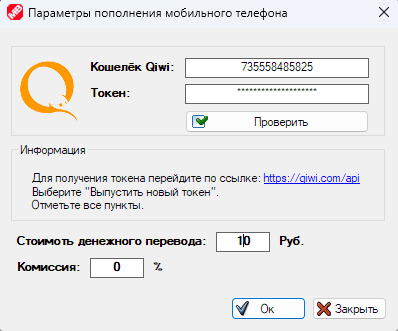 Параметры пополнения мобильного телефона
Кошелёк Qiwi: 735558485825
Токен: ********************
Проверить
Информация
Для получения токена перейдите по ссылке: https://qiwi.com/api
Выберите "Выпустить новый токен".
Отметьте все пункты.
Стоимоть денежного перевода: 10 Руб.
Комиссия: 0 %
Ок Закрыть